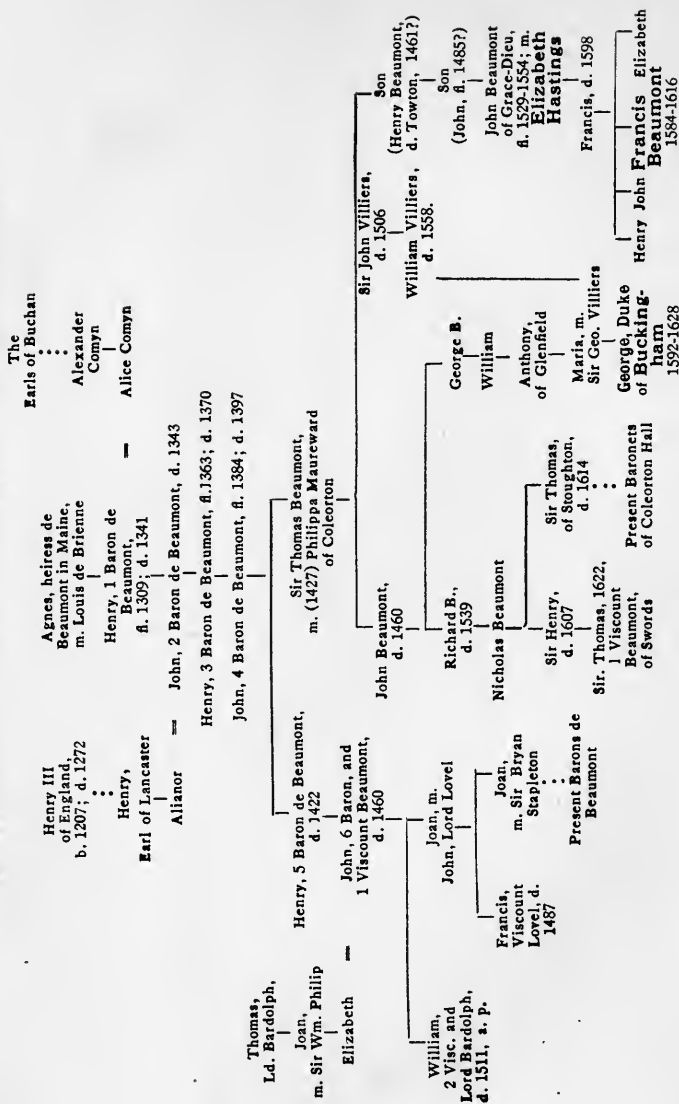 Henry III
of England,
b. 1207; d. 1272
Henry,
Earl of Lancaster
Alianor
=
Agnes, heiress de
Beaumont in Maine,
m. Louis de Brienne
Henry, 1 Baron de
Beaumont,
fl. 1309; d. 1341
=
The
Earls of Buchan
Alexander
Comyn
Alice Comyn
John, 2 Baron de Beaumont, d. 1343
Henry, 3 Baron de Beaumont, fl. 1363; d. 1370
John, 4 Baron de Beaumont, fl. 1384; d. 1397
Thomas,
Ld. Bardolph,
Joan,
m. Sir Wm. Philip
Elizabeth
=
Henry, 5 Baron de Beaumont,
d. 1422
John, 6 Baron, and
1 Viscount Beaumont,
d. 1460
William,
2 Visc. and
Lord Bardolph,
d. 1511, s. p.
Joan, m.
John, Lord Lovel
Francis,
Viscount
Lovel, d.
1487
Joan,
m. Sir Bryan
Stapleton
Present Barons de
Beaumont
Sir Thomas Beaumont,
m. (1427) Philippa Maureward
of Coleorton
John Beaumont,
d. 1460
Richard B.,
d. 1539
Nicholas Beaumont
Sir Henry,
d. 1607
Sir. Thomas, 1622,
1 Viscount
Beaumont,
of Swords
Sir Thomas,
of Stoughton,
d. 1614
Present Baronets
of Coleorton Hall
George B.
William
Anthony,
of Glenfield
Maria, m.
Sir Geo. Villiers
George, Duke
of Bucking-
ham
1592-1628
Sir John Villiers,
d. 1506
William Villiers,
d. 1558.
Son
(Henry Beaumont,
d. Towton, 1461?)
Son
(John, fl. 1485?)
John Beaumont
of Grace-Dieu,
fl. 1529-1554; m.
Elizabeth
Hastings
Francis, d. 1598
Henry John Francis Elizabeth
Beaumont
1584-1616